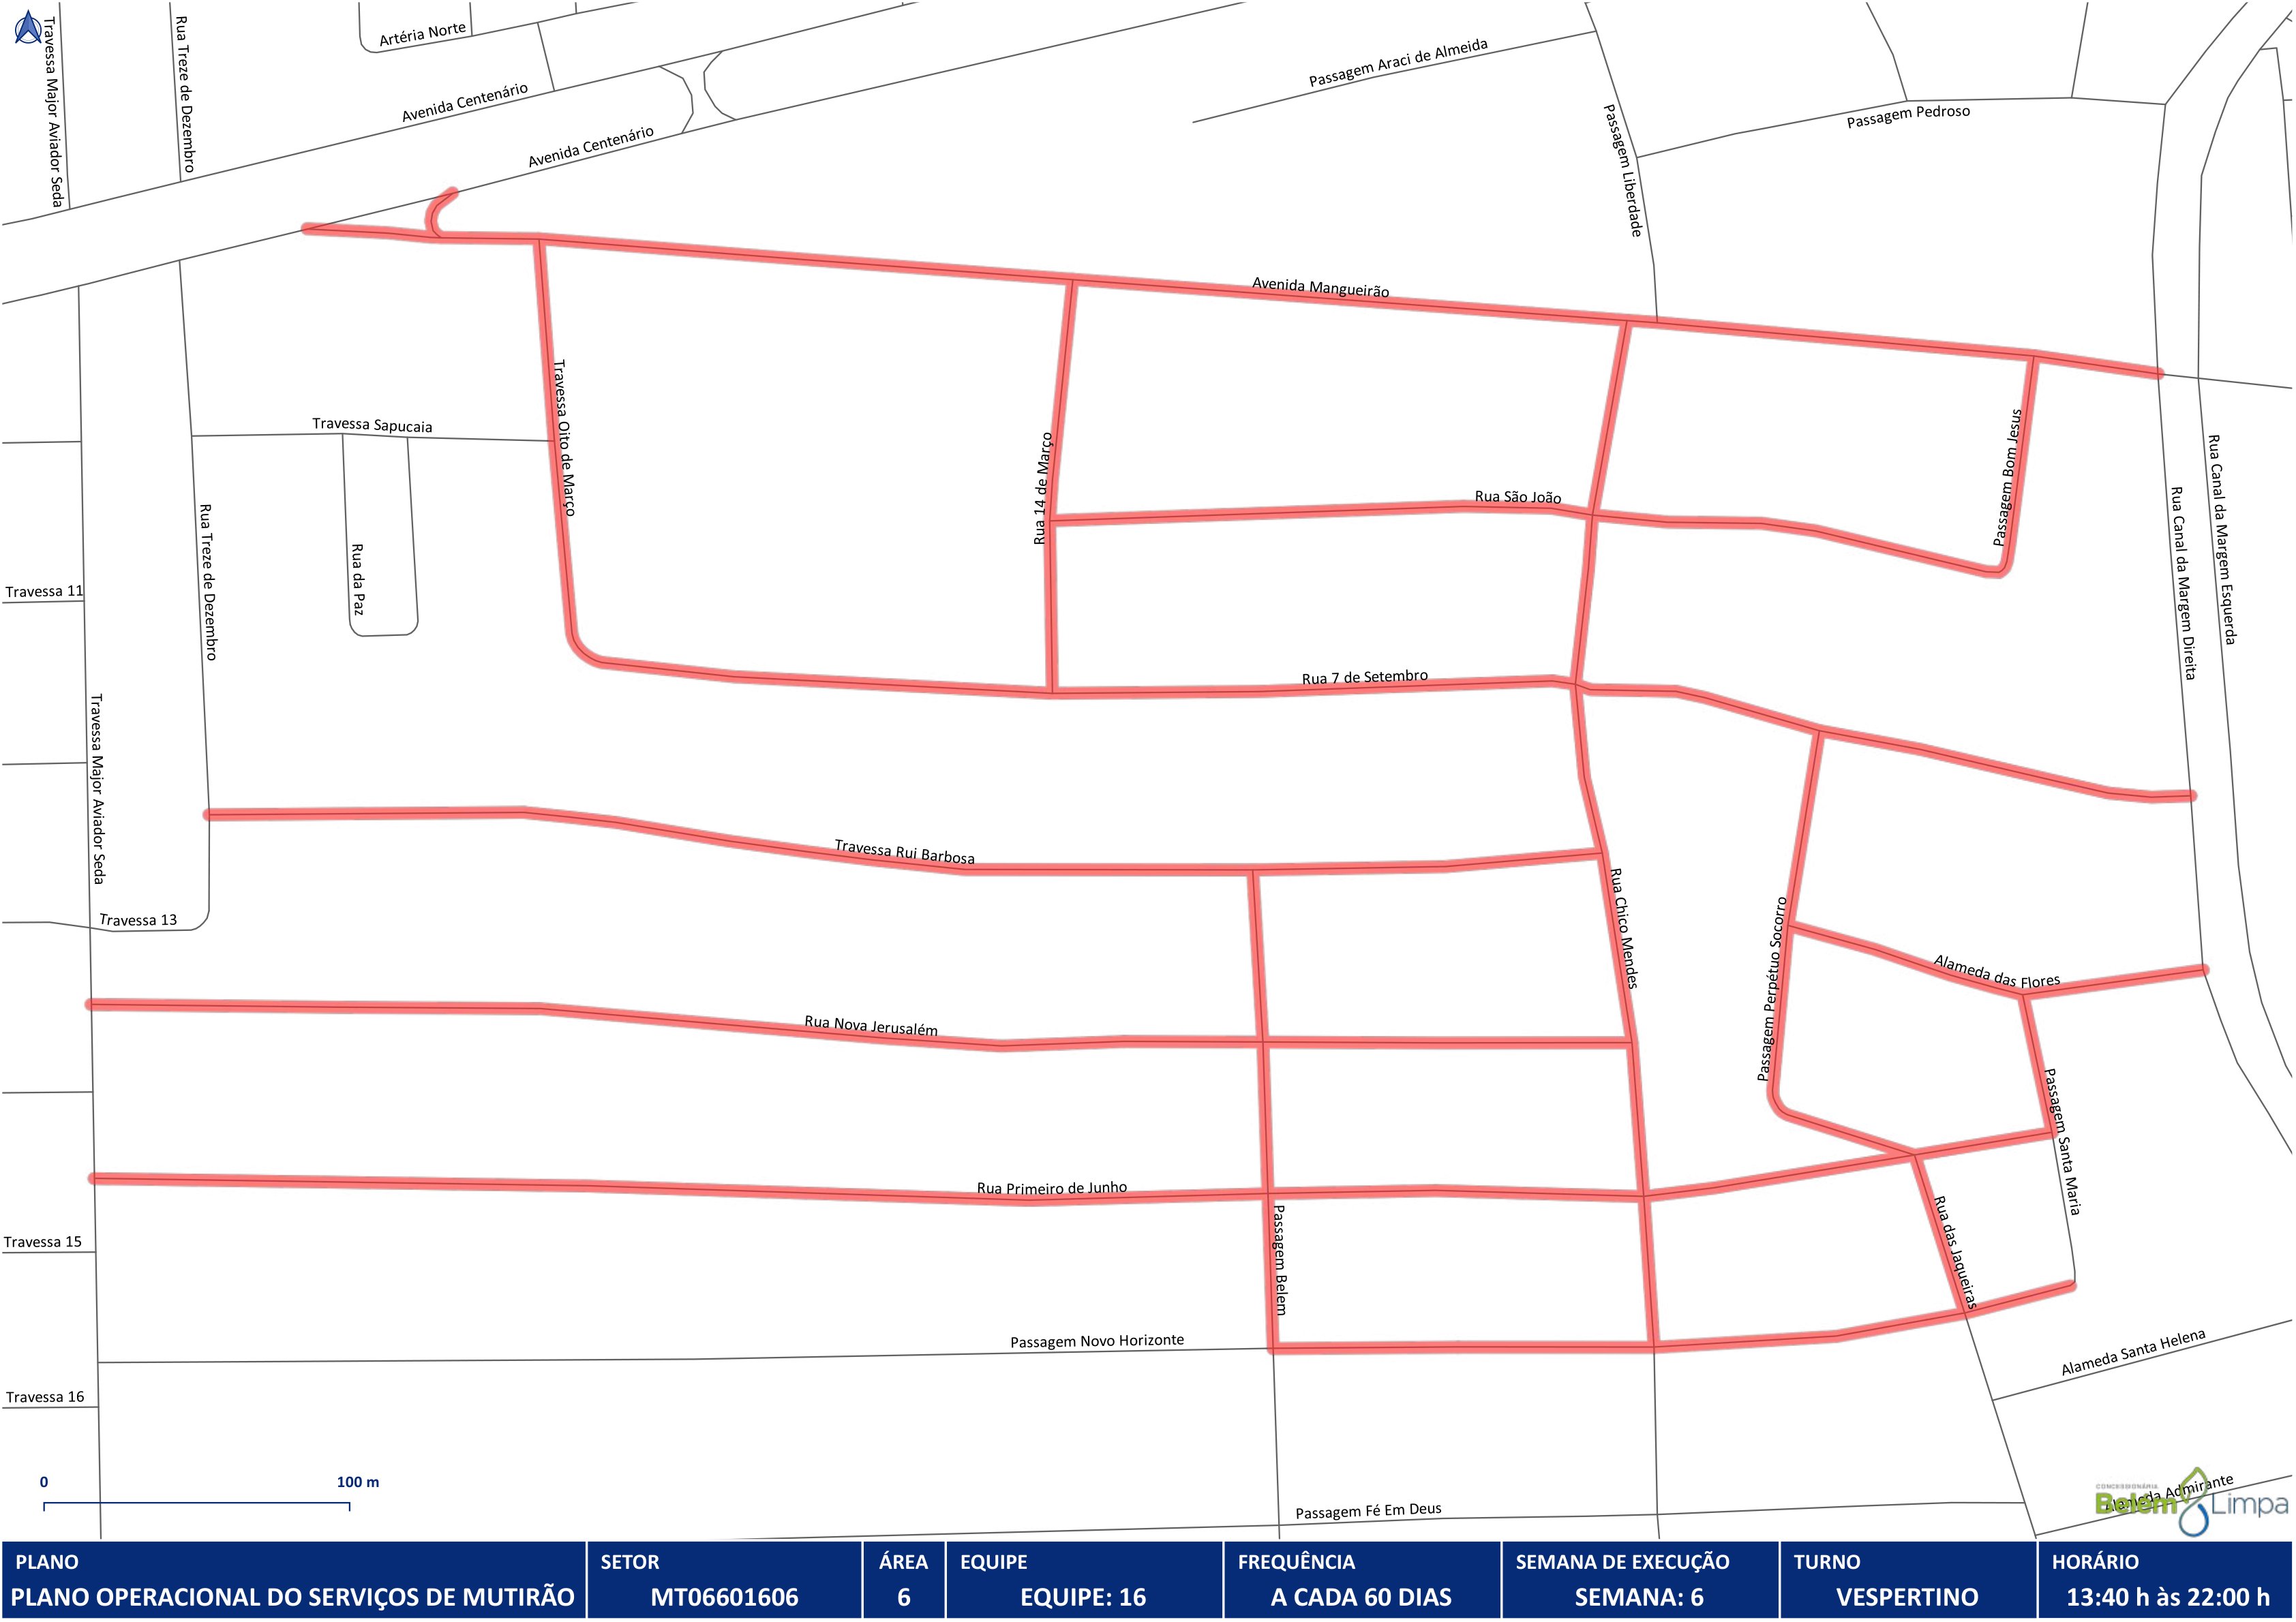 Travessa Major Aviador Seda
Rua Treze de Dezembro
Artéria Norte
Avenida Centenário
Avenida Centenário
Passagem Araci de Almeida
Passagem Liberdade
Passagem Pedroso
Avenida Mangueirão
Travessa Oito de Março
Travessa Sapucaia
Rua 14 de Março
Rua São João
Passagem Bom Jesus
Rua Canal da Margem Direita
Rua Canal da Margem Esquerda
Rua Treze de Dezembro
Rua da Paz
Travessa 11
Rua 7 de Setembro
Travessa Major Aviador Seda
Travessa Rui Barbosa
Rua Chico Mendes
Passagem Perpétuo Socorro
Travessa 13
Alameda das Flores
Rua Nova Jerusalém
Passagem Santa Maria
Rua Primeiro de Junho
Passagem Belem
Rua das Jaqueiras
Travessa 15
Passagem Novo Horizonte
Alameda Santa Helena
Travessa 16
0 100 m
Passagem Fé Em Deus
Alameda Admirante
CONCESSIONÁRIA
Belém Limpa
PLANO
PLANO OPERACIONAL DO SERVIÇOS DE MUTIRÃO
SETOR
MT06601606
ÁREA
6
EQUIPE
EQUIPE: 16
FREQUÊNCIA
A CADA 60 DIAS
SEMANA DE EXECUÇÃO
SEMANA: 6
TURNO
VESPERTINO
HORÁRIO
13:40 h às 22:00 h